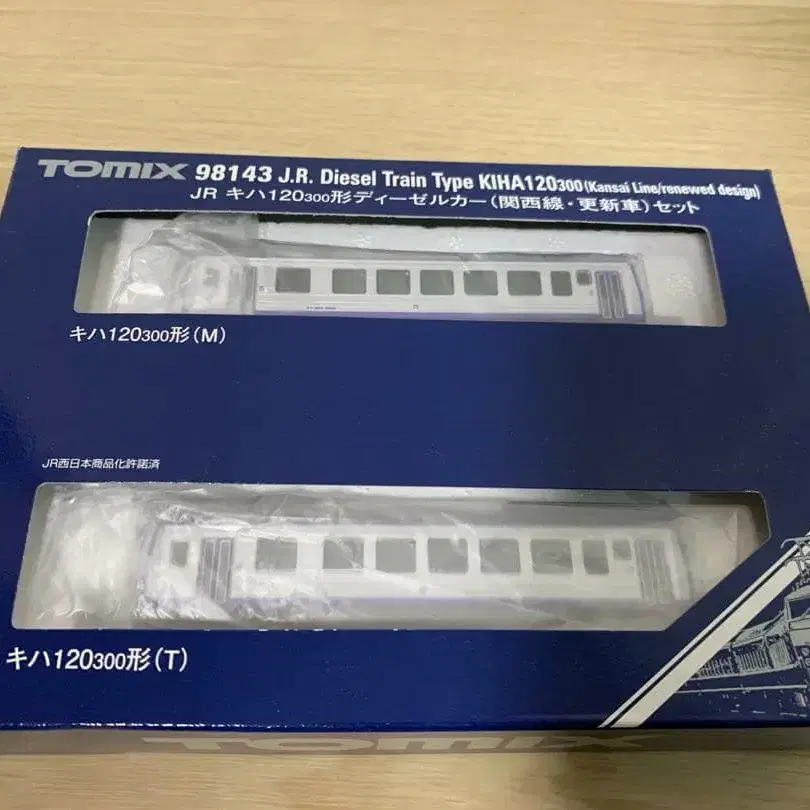 TOMIX 98143 J.R. Diesel Train Type KIHA120300(Kansai Line/renewed design)
JR キハ120300形ディーゼルカー(関西線・更新車)セット
キハ120300形(M)
JR西日本商品化許諾済
キハ120300形(T)
TOMIX